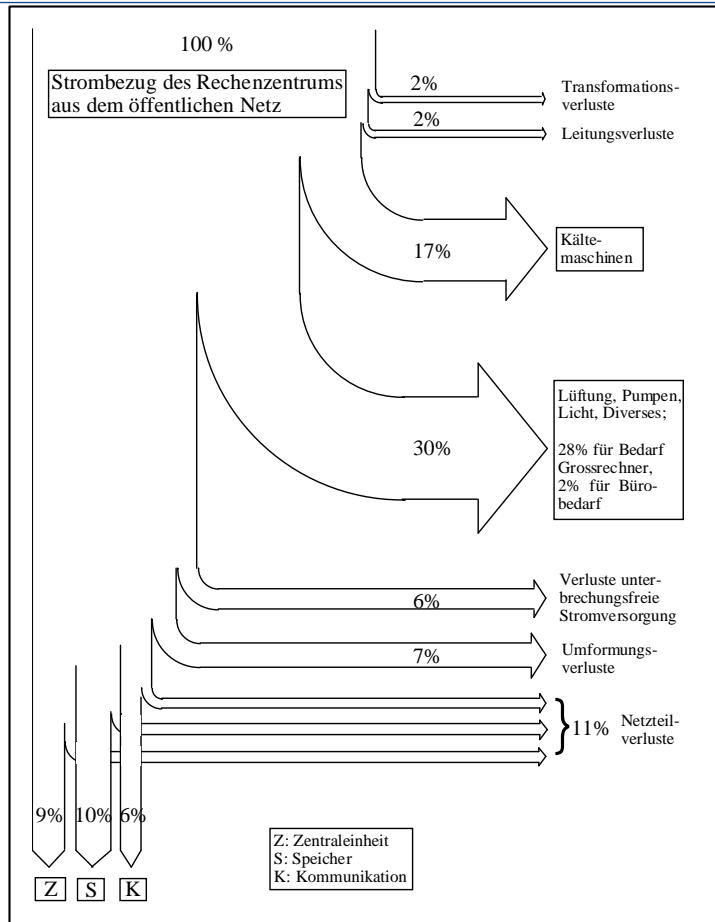 100 %
Strombezug des Rechenzentrums
aus dem öffentlichen Netz
2%
Transformations-
verluste
2%
Leitungsverluste
17%
Kälte-
maschinen
30%
Lüftung, Pumpen,
Licht, Diverses;
28% für Bedarf
Grossrechner,
2% für Büro-
bedarf
6%
Verluste unter-
brechungsfreie
Stromversorgung
7%
Umformungs-
verluste
11%
Netzteil-
verluste
9%
10%
6%
Z: Zentraleinheit
S: Speicher
K: Kommunikation
Z
S
K